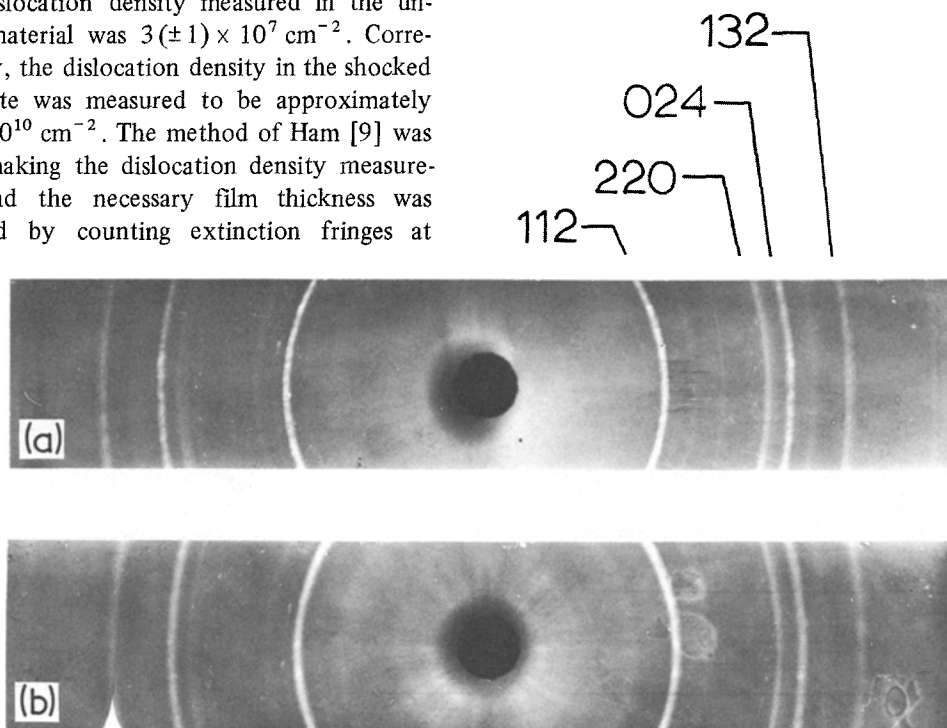 slocation density measured in the un-
material was 3 (± 1) × 10⁷ cm⁻². Corre-
, the dislocation density in the shocked
te was measured to be approximately
0¹⁰ cm⁻². The method of Ham [9] was
making the dislocation density measure-
d the necessary film thickness was
d by counting extinction fringes at
132
024
220
112
(a)
(b)